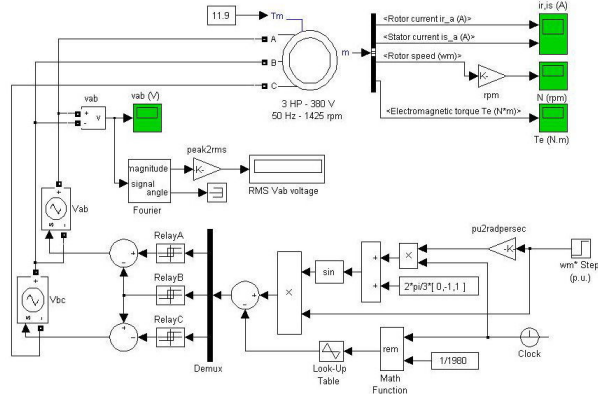 ir,is (A)
<Rotor current ir_a (A)>
11.9
Tm
<Stator current is_a (A)>
A
m
<Rotor speed (wm)>
B
K-
C
rpm
N (rpm)
vab
vab (V)
3 HP - 380 V
50 Hz - 1425 rpm
<Electromagnetic torque Te (N*m)>
+
-
v
Te (N.m)
peak2rms
magnitude
K-
signal
angle
Fourier
RMS Vab voltage
Vab
s
+
-
RelayA
pu2radpersec
-K-
wm* Step
(p.u.)
+
-
×
+
+
sin
2*pi/3*[ 0,-1,1 ]
RelayB
Vbc
s
+
-
RelayC
+
-
Demux
+
-
×
Look-Up
Table
rem
Math
Function
1/1980
Clock